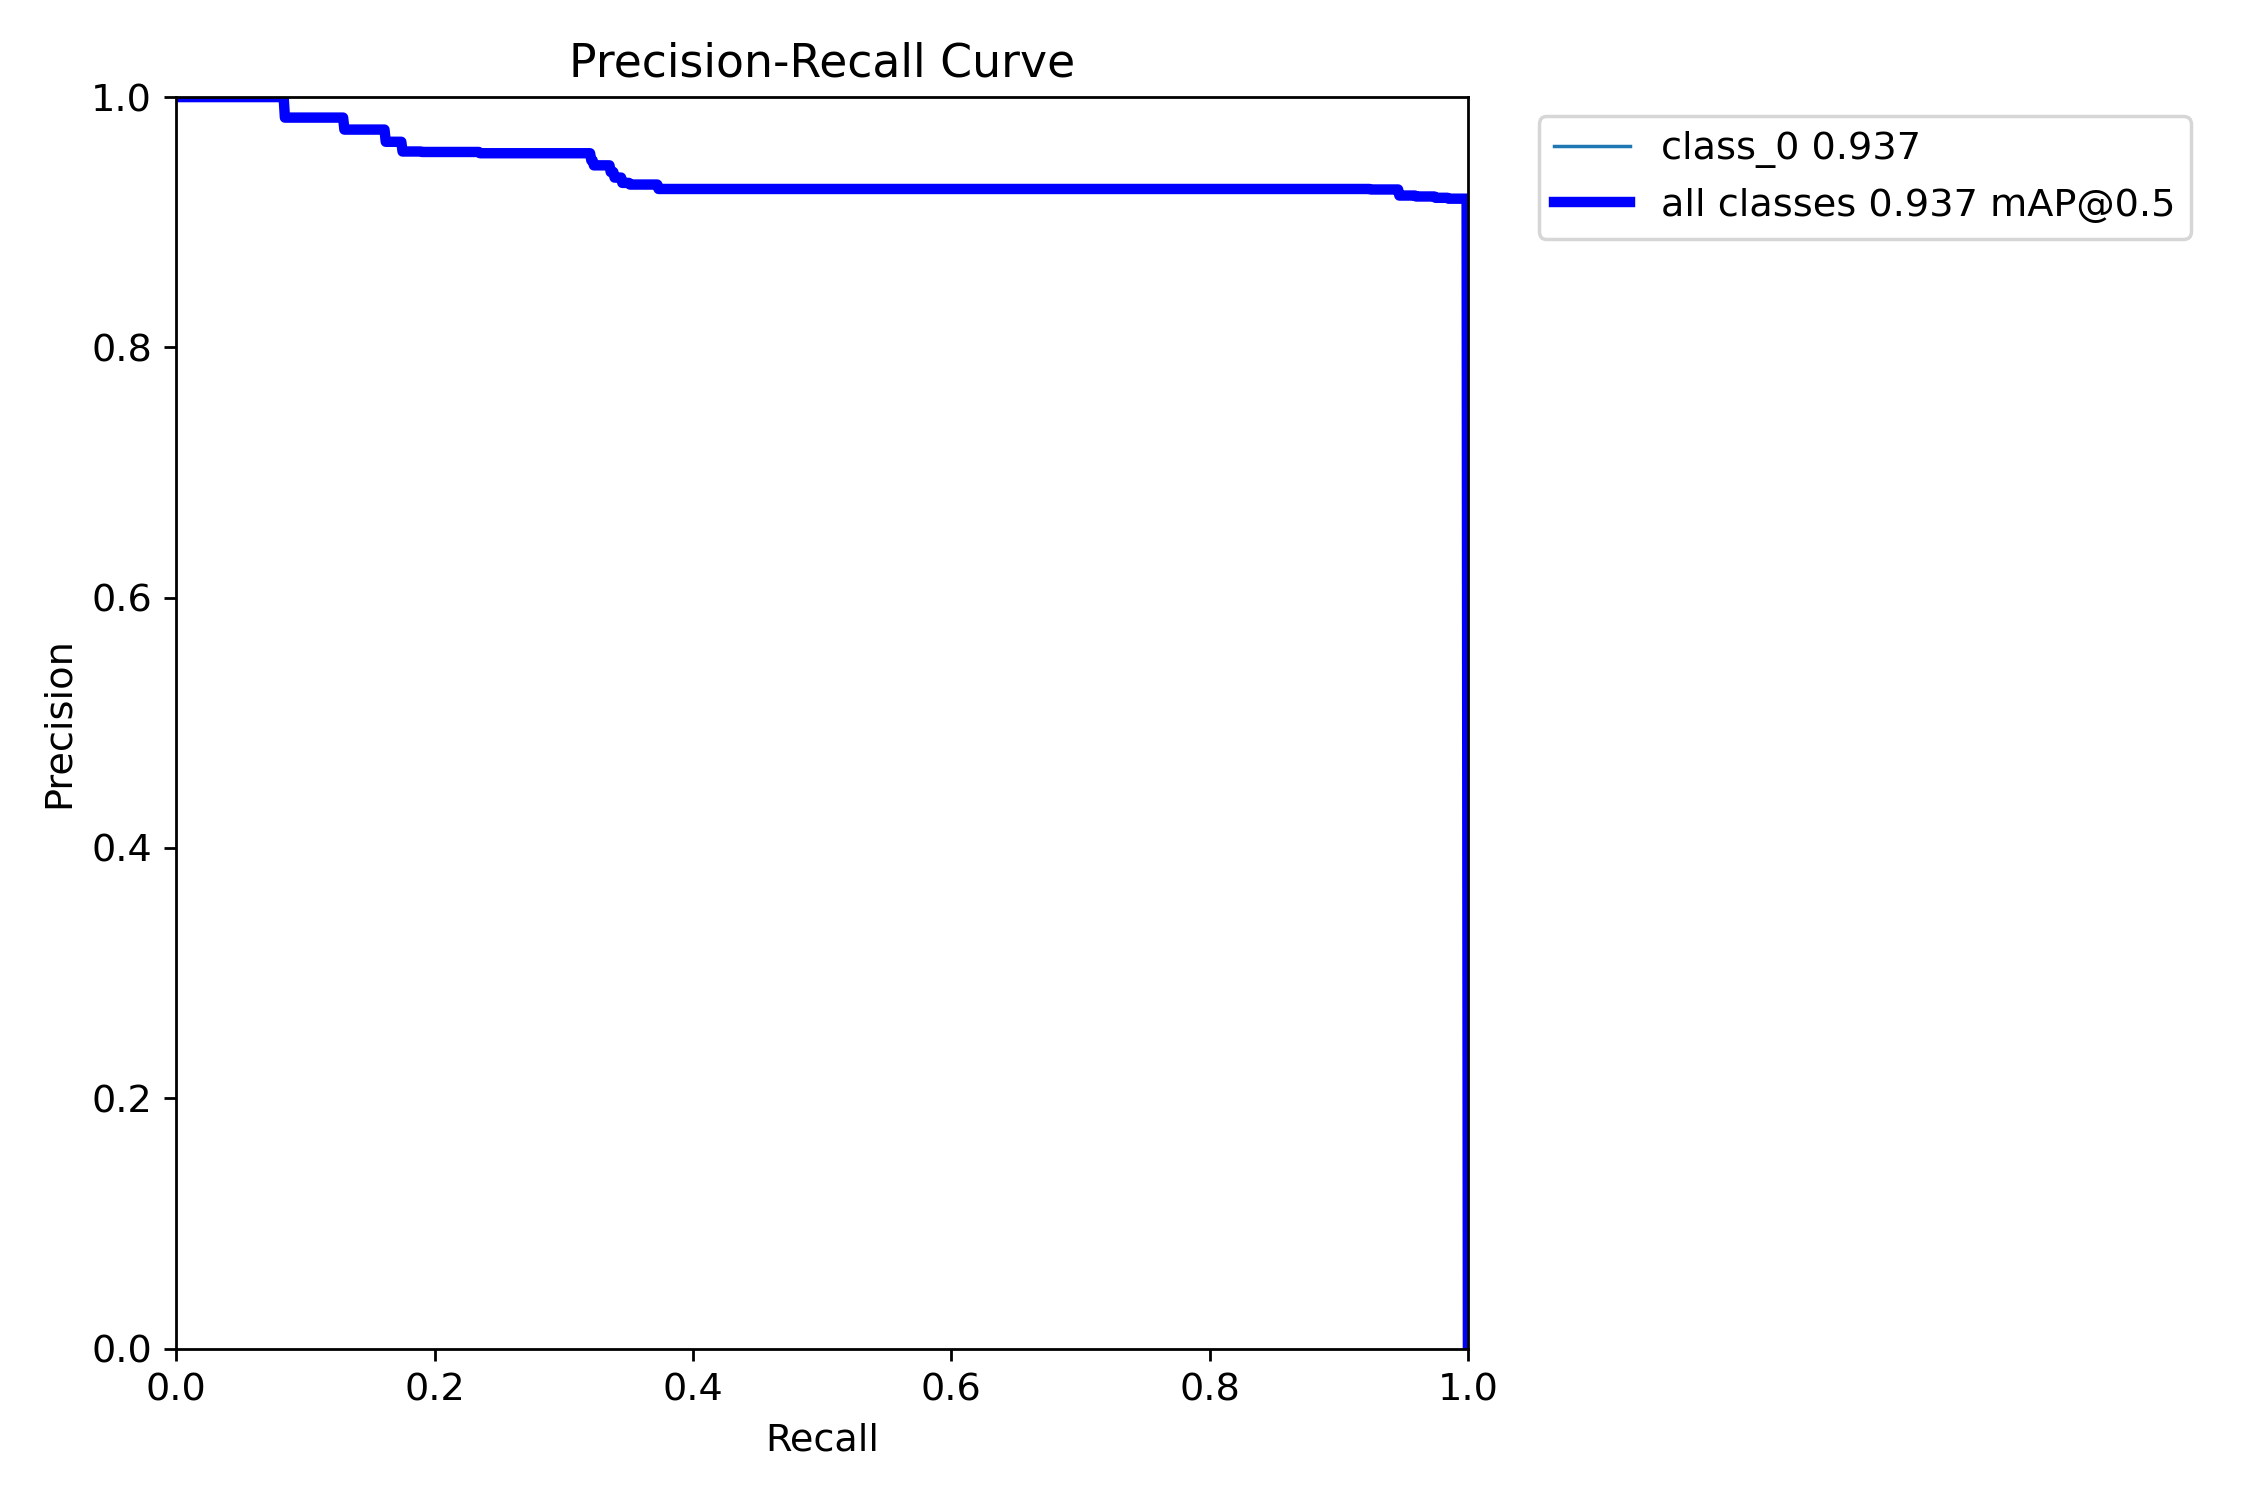 Precision-Recall Curve
class_0 0.937
all classes 0.937 mAP@0.5
1.0
0.8
0.6
0.4
0.2
0.0
Precision
0.0 0.2 0.4 0.6 0.8 1.0
Recall